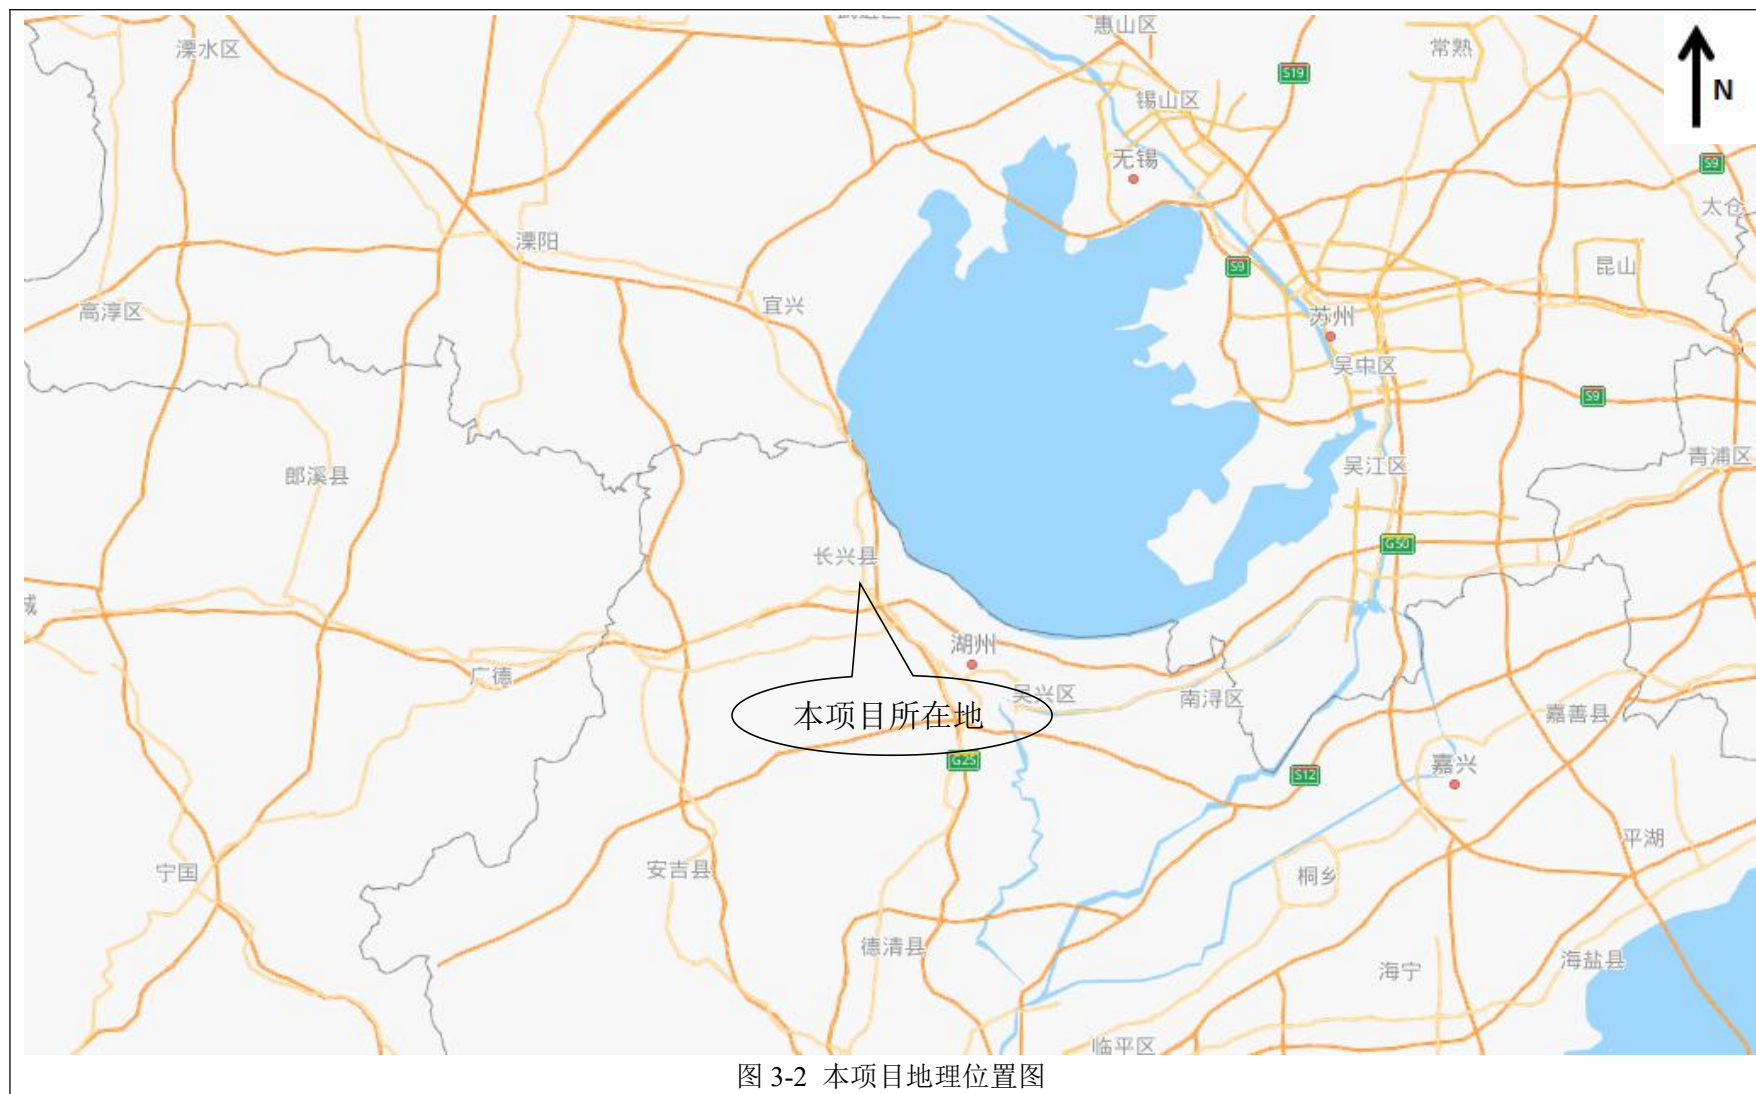 惠山区
溧水区
常熟
S19
N
锡山区
无锡
S9
太仓
溧阳
S9
昆山
宜兴
高淳区
苏州
吴中区
S9
青浦区
吴江区
郎溪县
G50
长兴县
城
湖州
广德
吴兴区
南浔区
本项目所在地
嘉善县
G25
S12
嘉兴
平湖
宁国
安吉县
桐乡
德清县
海盐县
海宁
临平区
图 3-2 本项目地理位置图